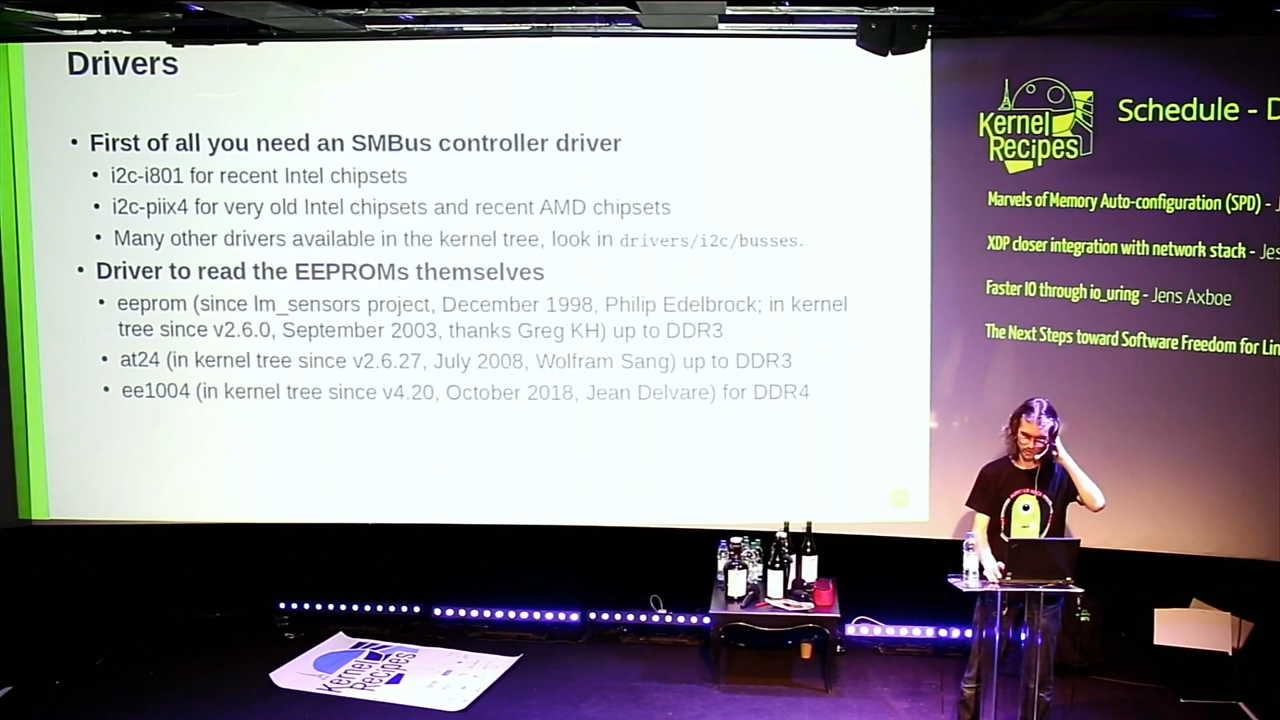 Drivers
• First of all you need an SMBus controller driver
• i2c-i801 for recent Intel chipsets
• i2c-piix4 for very old Intel chipsets and recent AMD chipsets
• Many other drivers available in the kernel tree, look in drivers/i2c/busses.
• Driver to read the EEPROMs themselves
• eeprom (since lm_sensors project, December 1998, Philip Edelbrock; in kernel
tree since v2.6.0, September 2003, thanks Greg KH) up to DDR3
• at24 (in kernel tree since v2.6.27, July 2008, Wolfram Sang) up to DDR3
• ee1004 (in kernel tree since v4.20, October 2018, Jean Delvare) for DDR4
Kernel
Recipes
Schedule - D
Marvels of Memory Auto-configuration (SPD) - J
XDP closer integration with network stack - Jes
Faster IO through io_uring - Jens Axboe
The Next Steps toward Software Freedom for Lin
Kernel
Recipes